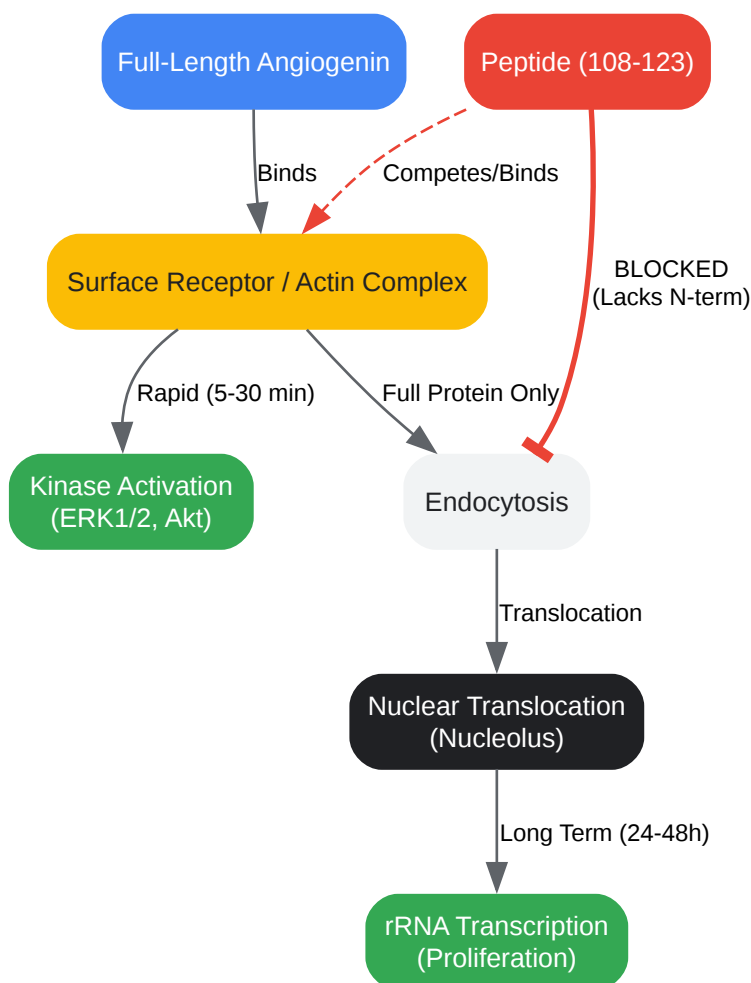 Full-Length Angiogenin
Peptide (108-123)
Binds
Competes/Binds
BLOCKED
(Lacks N-term)
Surface Receptor / Actin Complex
Rapid (5-30 min)
Full Protein Only
Kinase Activation
(ERK1/2, Akt)
Endocytosis
Translocation
Nuclear Translocation
(Nucleolus)
Long Term (24-48h)
rRNA Transcription
(Proliferation)